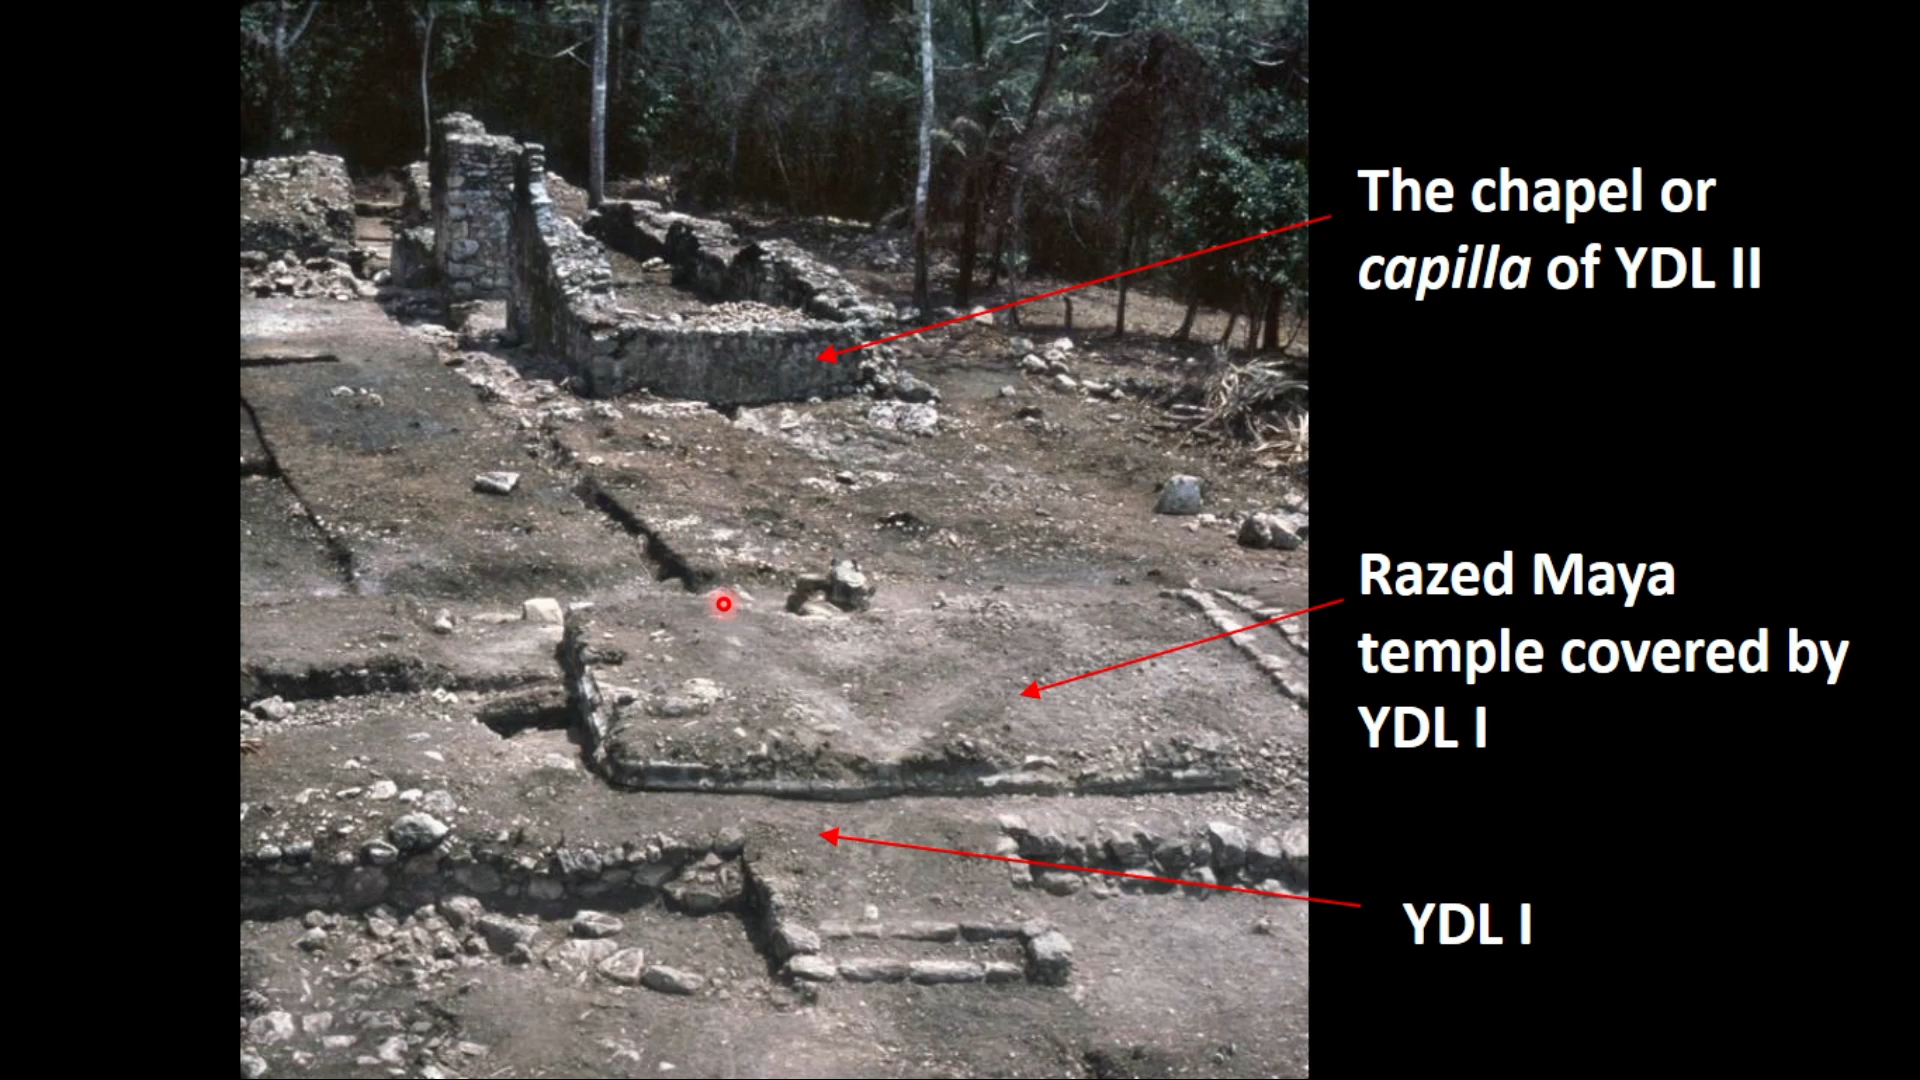 The chapel or
capilla of YDL II
Razed Maya
temple covered by
YDL I
YDL I